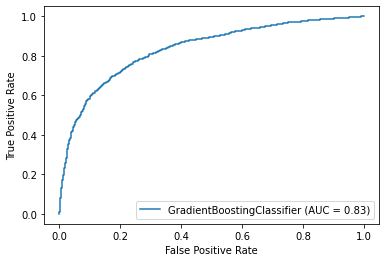 1.0
0.8
0.6
0.4
0.2
0.0
True Positive Rate
GradientBoostingClassifier (AUC = 0.83)
0.0 0.2 0.4 0.6 0.8 1.0
False Positive Rate